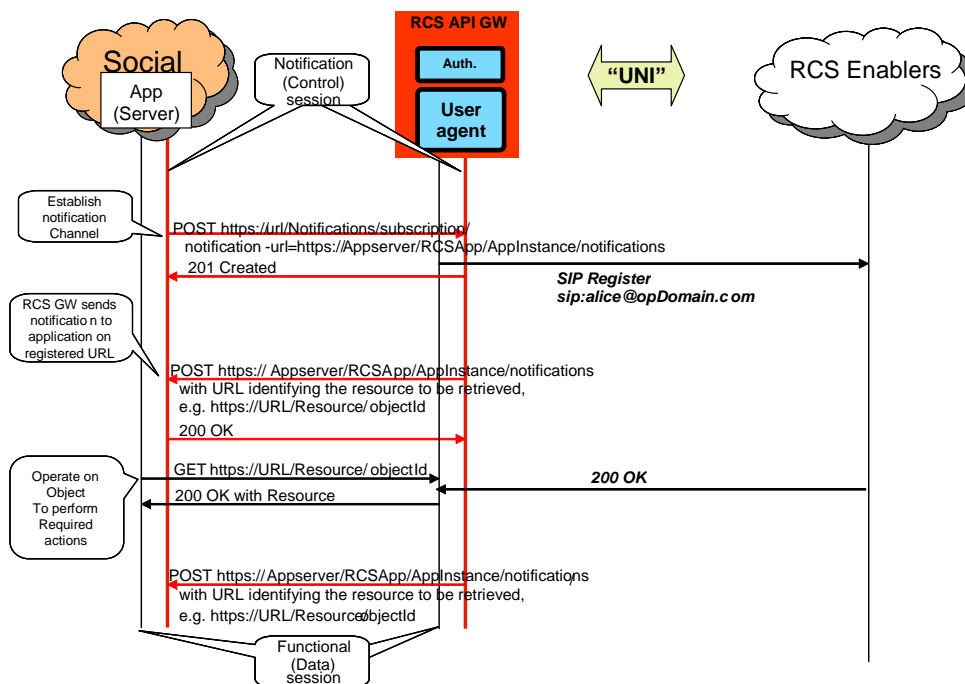 RCS API GW
Social
App
(Server)
Notification
(Control)
session
Auth.
User
agent
“UNI”
RCS Enablers
Establish
notification
Channel
POST https://url/Notifications/subscription/
notification -url=https://Appserver/RCSApp/AppInstance/notifications
201 Created
SIP Register
sip:alice@opDomain.com
RCS GW sends
notification to
application on
registered URL
POST https:// Appserver/RCSApp/AppInstance/notifications
with URL identifying the resource to be retrieved,
e.g. https://URL/Resource/ objectId
200 OK
Operate on
Object
To perform
Required
actions
GET https://URL/Resource/ objectId
200 OK
200 OK with Resource
POST https:// Appserver/RCSApp/AppInstance/notifications,
with URL identifying the resource to be retrieved,
e.g. https://URL/Resource/objectId
Functional
(Data)
session